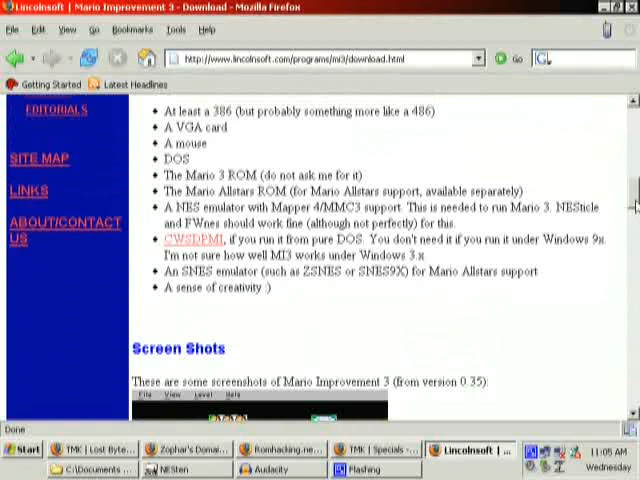 Lincolnsoft | Mario Improvement 3 - Download - Mozilla Firefox
File Edit View Go Bookmarks Tools Help
http://www.lincolnsoft.com/programs/mi3/download.html Go
Getting Started Latest Headlines
EDITORIALS
SITE MAP
LINKS
ABOUT/CONTACT
US
At least a 386 (but probably something more like a 486)
A VGA card
A mouse
DOS
The Mario 3 ROM (do not ask me for it)
The Mario Allstars ROM (for Mario Allstars support, available separately)
A NES emulator with Mapper 4/MMC3 support. This is needed to run Mario 3. NESticle
and FWnes should work fine (although not perfectly) for this.
CWSDPMI, if you run it from pure DOS. You don't need it if you run it under Windows 9x.
I'm not sure how well MI3 works under Windows 3.x
An SNES emulator (such as ZSNES or SNES9X) for Mario Allstars support
A sense of creativity :)
Screen Shots
These are some screenshots of Mario Improvement 3 (from version 0.35):
File View Level Help
Done
Start TMK | Lost Byte... Zophar's Domai... Romhacking.ne... TMK | Specials -... Lincolnsoft | ... 11:05 AM
C:\Documents ... NESten Audacity Flashing Wednesday